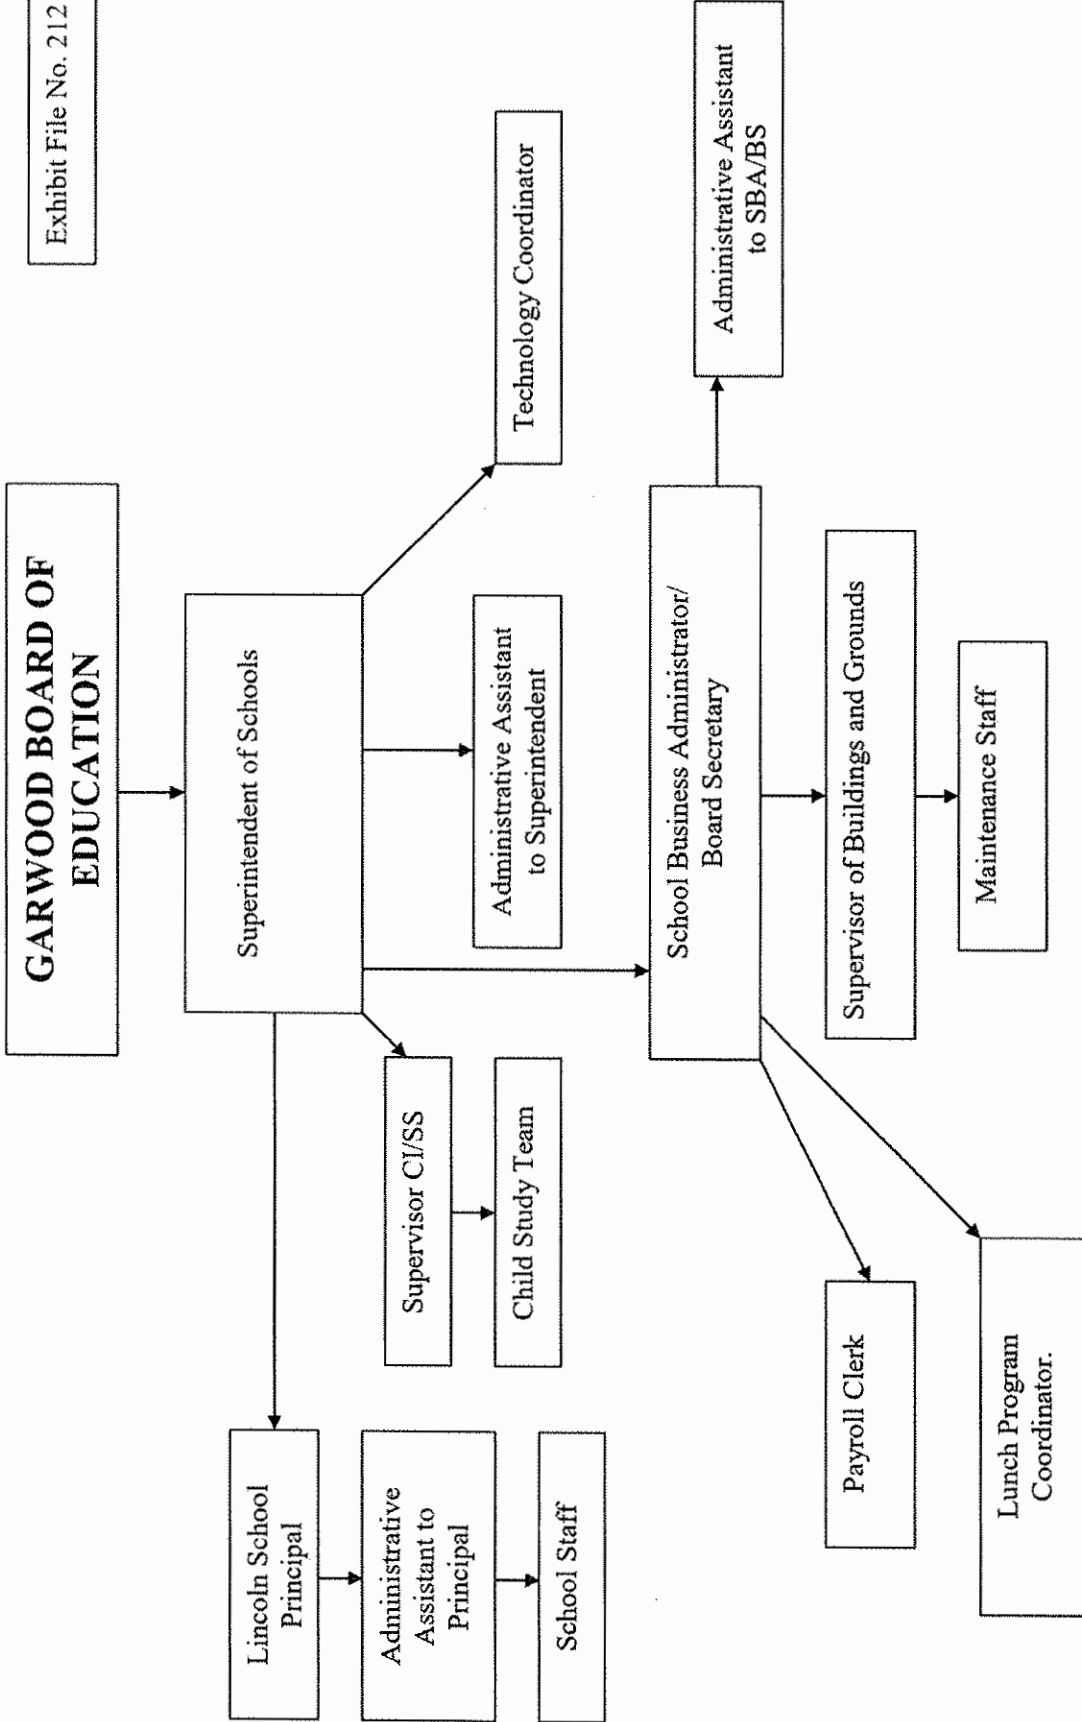 Exhibit File No. 212
GARWOOD BOARD OF
EDUCATION
Superintendent of Schools
Lincoln School
Principal
Administrative
Assistant to
Principal
School Staff
Supervisor CI/SS
Child Study Team
Administrative Assistant
to Superintendent
Technology Coordinator
School Business Administrator/
Board Secretary
Administrative Assistant
to SBA/BS
Payroll Clerk
Supervisor of Buildings and Grounds
Maintenance Staff
Lunch Program
Coordinator.